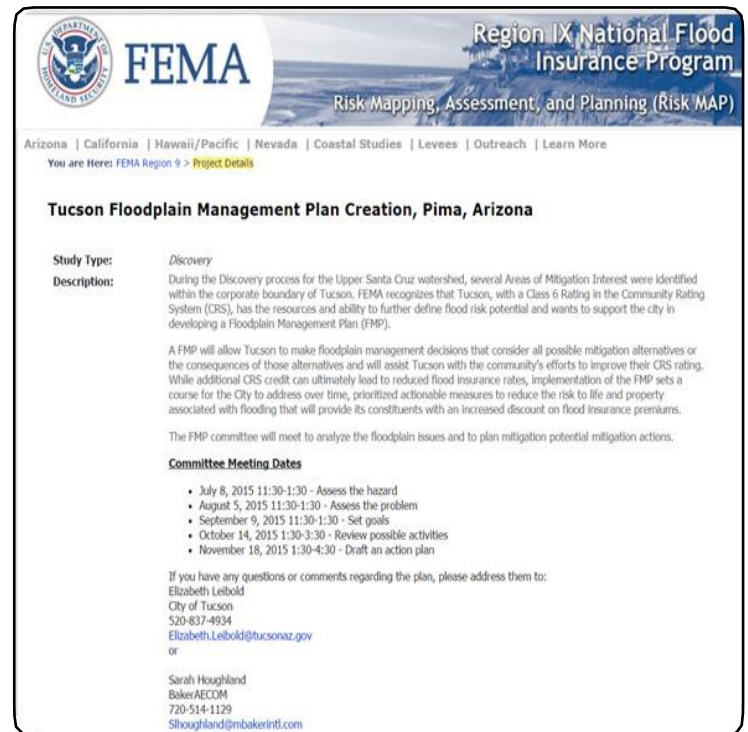 U.S. DEPARTMENT OF
HOMELAND SECURITY
FEMA
Region IX National Flood
Insurance Program
Risk Mapping, Assessment, and Planning (Risk MAP)
Arizona | California | Hawaii/Pacific | Nevada | Coastal Studies | Levees | Outreach | Learn More
You are Here: FEMA Region 9 > Project Details
Tucson Floodplain Management Plan Creation, Pima, Arizona
Study Type: Discovery
Description: During the Discovery process for the Upper Santa Cruz watershed, several Areas of Mitigation Interest were identified
within the corporate boundary of Tucson. FEMA recognizes that Tucson, with a Class 6 Rating in the Community Rating
System (CRS), has the resources and ability to further define flood risk potential and wants to support the city in
developing a Floodplain Management Plan (FMP).
A FMP will allow Tucson to make floodplain management decisions that consider all possible mitigation alternatives or
the consequences of those alternatives and will assist Tucson with the community's efforts to improve their CRS rating.
While additional CRS credit can ultimately lead to reduced flood insurance rates, implementation of the FMP sets a
course for the City to address over time, prioritized actionable measures to reduce the risk to life and property
associated with flooding that will provide its constituents with an increased discount on flood insurance premiums.
The FMP committee will meet to analyze the floodplain issues and to plan mitigation potential mitigation actions.
Committee Meeting Dates
• July 8, 2015 11:30-1:30 - Assess the hazard
• August 5, 2015 11:30-1:30 - Assess the problem
• September 9, 2015 11:30-1:30 - Set goals
• October 14, 2015 1:30-3:30 - Review possible activities
• November 18, 2015 1:30-4:30 - Draft an action plan
If you have any questions or comments regarding the plan, please address them to:
Elizabeth Leibold
City of Tucson
520-837-4934
Elizabeth.Leibold@tucsonaz.gov
or
Sarah Houghland
BakerAECOM
720-514-1129
Slhoughland@mbakerintl.com